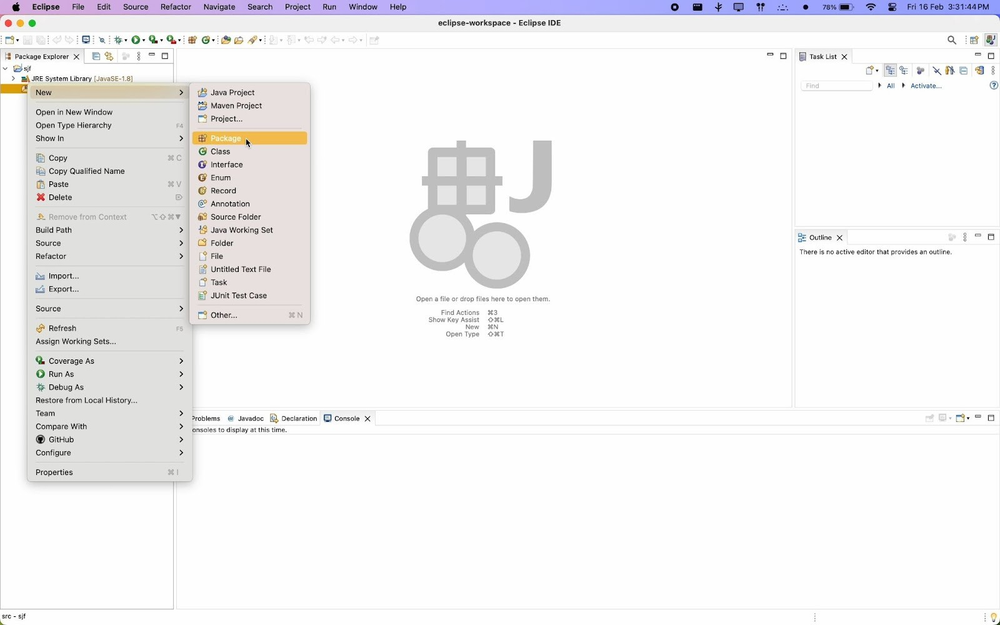 Eclipse File Edit Source Refactor Navigate Search Project Run Window Help 78% Fri 16 Feb 3:31:44 PM
eclipse-workspace - Eclipse IDE
Package Explorer
sjf
JRE System Library [JavaSE-1.8]
New
Open in New Window
Open Type Hierarchy F4
Show In
Copy ⌘ C
Copy Qualified Name
Paste ⌘ V
Delete ⌦
Remove from Context ⌥⇧⌘▼
Build Path
Source
Refactor
Import...
Export...
Source
Refresh F5
Assign Working Sets...
Coverage As
Run As
Debug As
Restore from Local History...
Team
Compare With
GitHub
Configure
Properties ⌘ I
Java Project
Maven Project
Project...
Package
Class
Interface
Enum
Record
Annotation
Source Folder
Java Working Set
Folder
File
Untitled Text File
Task
JUnit Test Case
Other... ⌘ N
J
Open a file or drop files here to open them.
Find Actions ⌘3
Show Key Assist ⇧⌘L
New ⌘N
Open Type ⇧⌘T
Task List
Find All Activate...
Outline
There is no active editor that provides an outline.
Problems Javadoc Declaration Console
onsoles to display at this time.
src - sjf